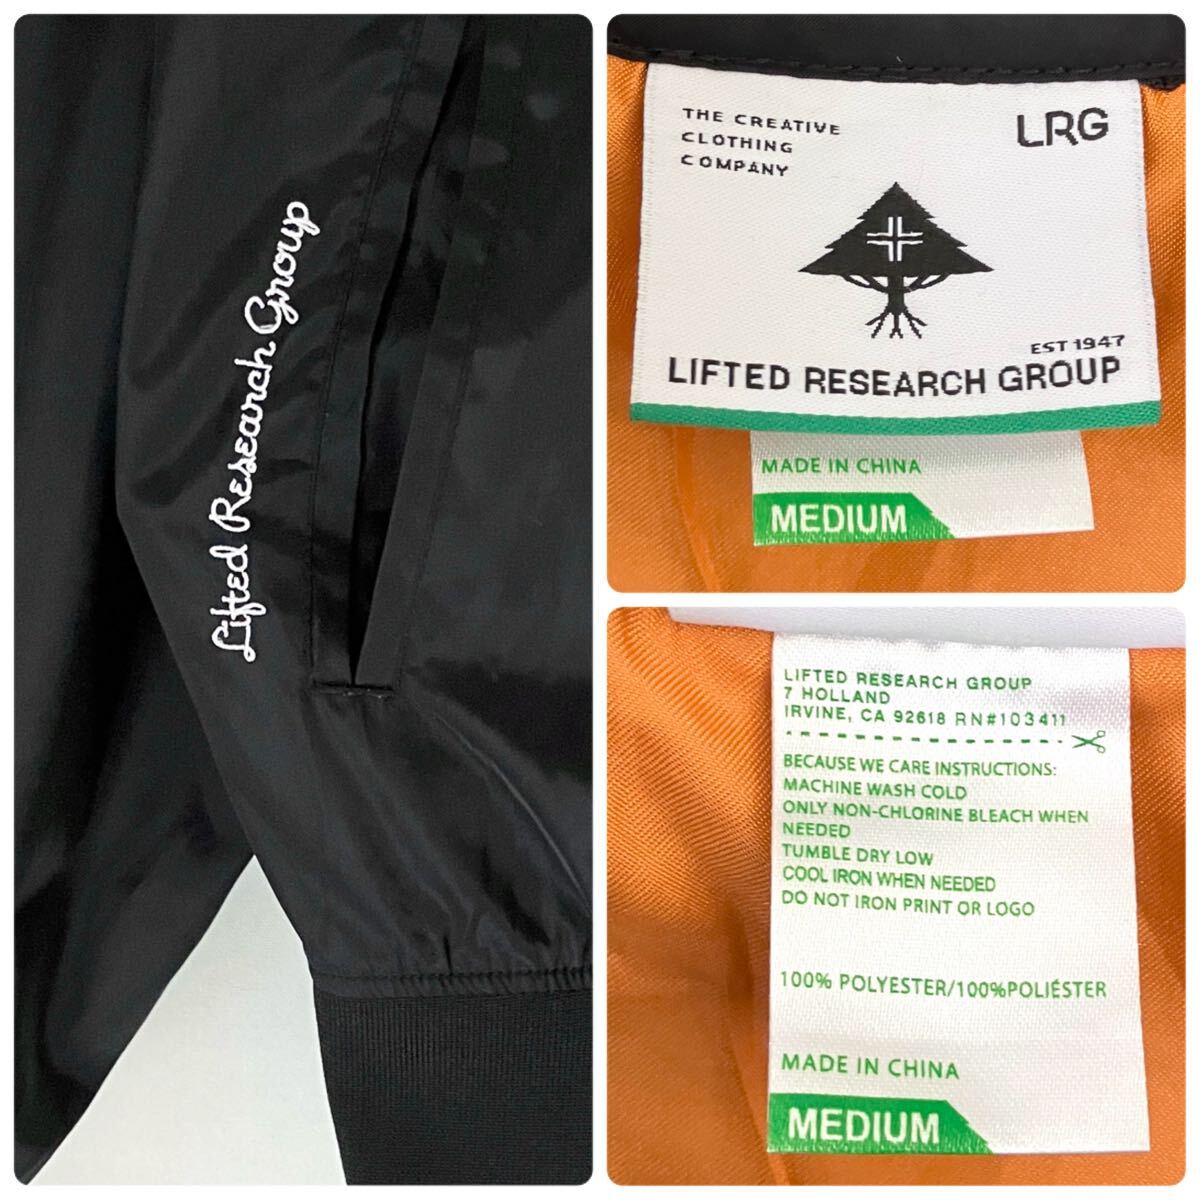 Lifted Research Group
THE CREATIVE
CLOTHING
COMPANY
LRG
EST 1947
LIFTED RESEARCH GROUP
MADE IN CHINA
MEDIUM
LIFTED RESEARCH GROUP
7 HOLLAND
IRVINE, CA 92618 RN#103411
BECAUSE WE CARE INSTRUCTIONS:
MACHINE WASH COLD
ONLY NON-CHLORINE BLEACH WHEN
NEEDED
TUMBLE DRY LOW
COOL IRON WHEN NEEDED
DO NOT IRON PRINT OR LOGO
100% POLYESTER/100%POLIÉSTER
MADE IN CHINA
MEDIUM